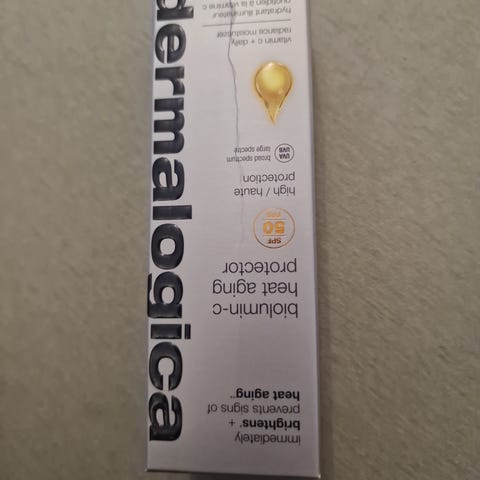 dermalogica
immediately
brightens* +
prevents signs of
heat aging**
biolumin-c
heat aging
protector
SPF
50
FPS
high / haute
protection
UVA
UVB
broad spectrum
large spectre
vitamin c + daily
radiance moisturizer
hydratant illuminateur
quotidien à la vitamine c